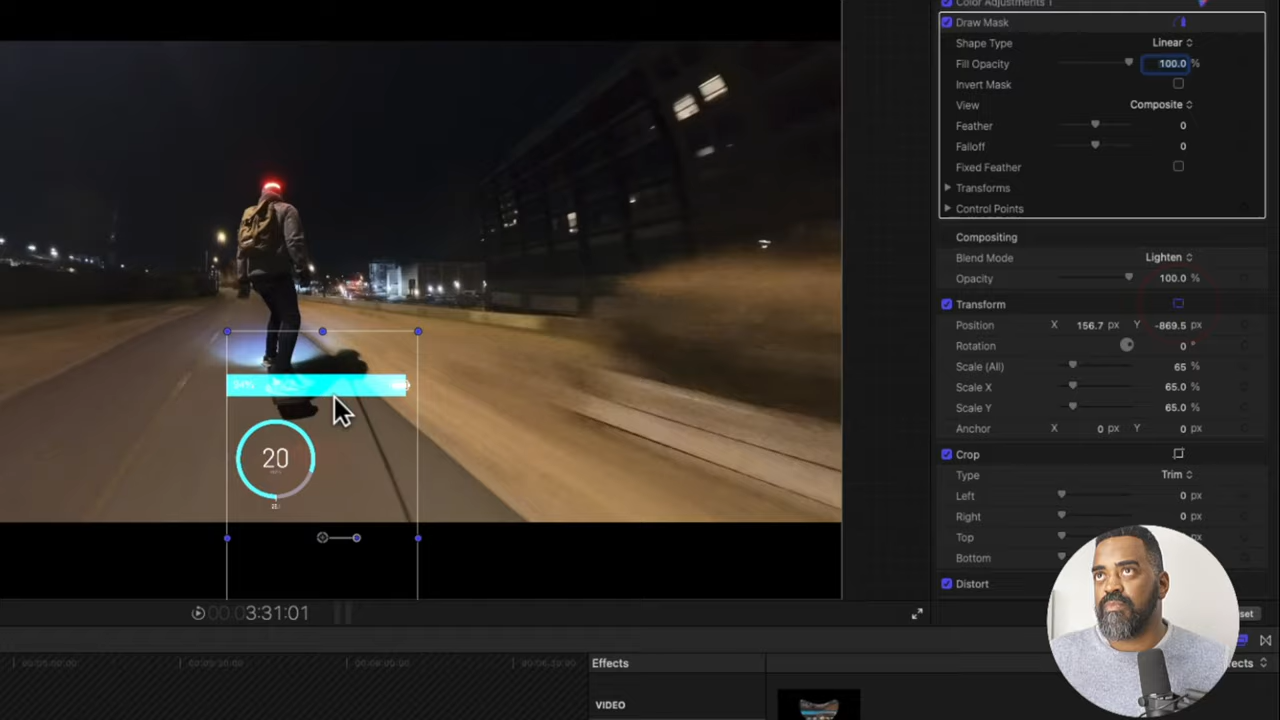 Color Adjustments 1
Draw Mask
Shape Type Linear
Fill Opacity 100.0 %
Invert Mask
View Composite
Feather 0
Falloff 0
Fixed Feather
Transforms
Control Points
Compositing
Blend Mode Lighten
Opacity 100.0 %
Transform
Position X 156.7 px Y -869.5 px
Rotation 0 °
Scale (All) 65 %
Scale X 65.0 %
Scale Y 65.0 %
Anchor X 0 px Y 0 px
Crop
Type Trim
Left 0 px
Right 0 px
Top
Bottom
Distort
20
3:31:01
Effects
VIDEO